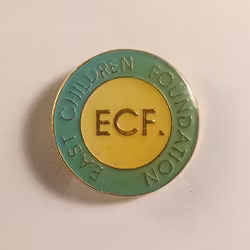 EAST CHILDREN FOUNDATION
ECF.